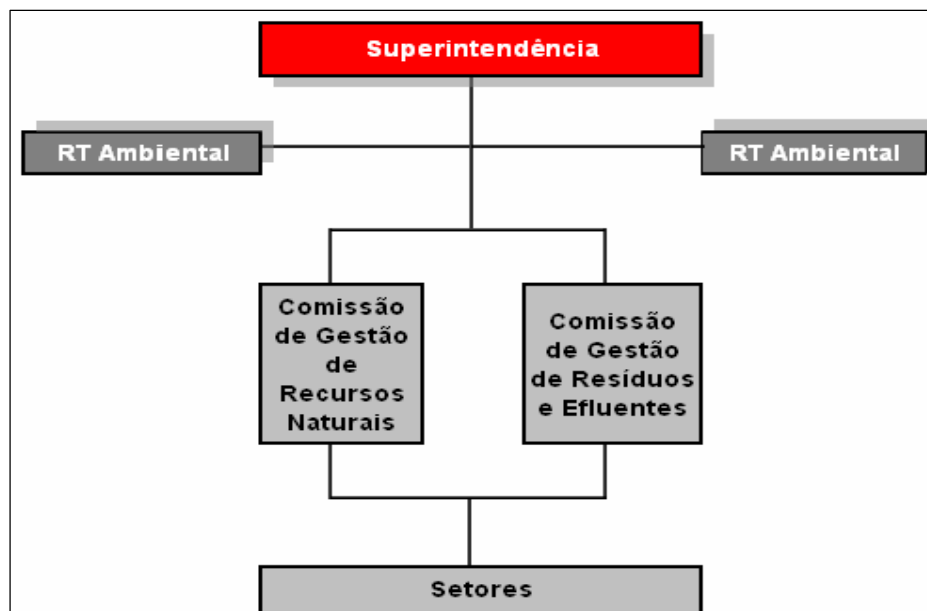 Superintendência
RT Ambiental
RT Ambiental
Comissão
de Gestão
de
Recursos
Naturais
Comissão
de Gestão
de Resíduos
e Efluentes
Setores